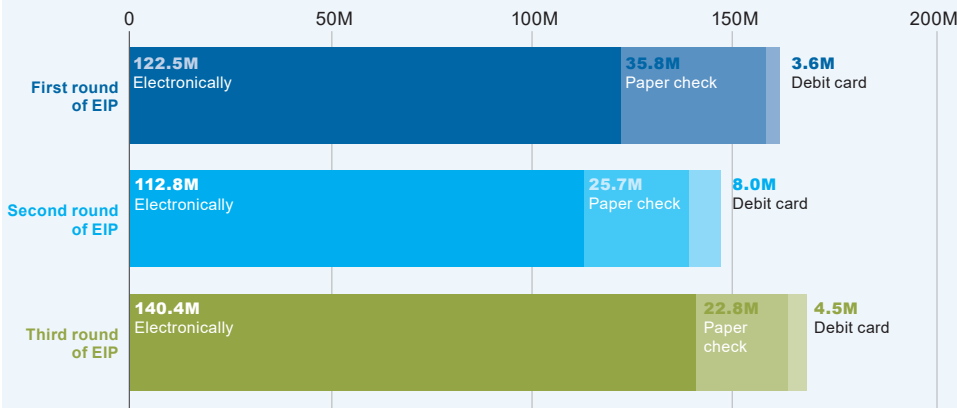 0 50M 100M 150M 200M
First round
of EIP
122.5M
Electronically
35.8M
Paper check
3.6M
Debit card
Second round
of EIP
112.8M
Electronically
25.7M
Paper check
8.0M
Debit card
Third round
of EIP
140.4M
Electronically
22.8M
Paper
check
4.5M
Debit card